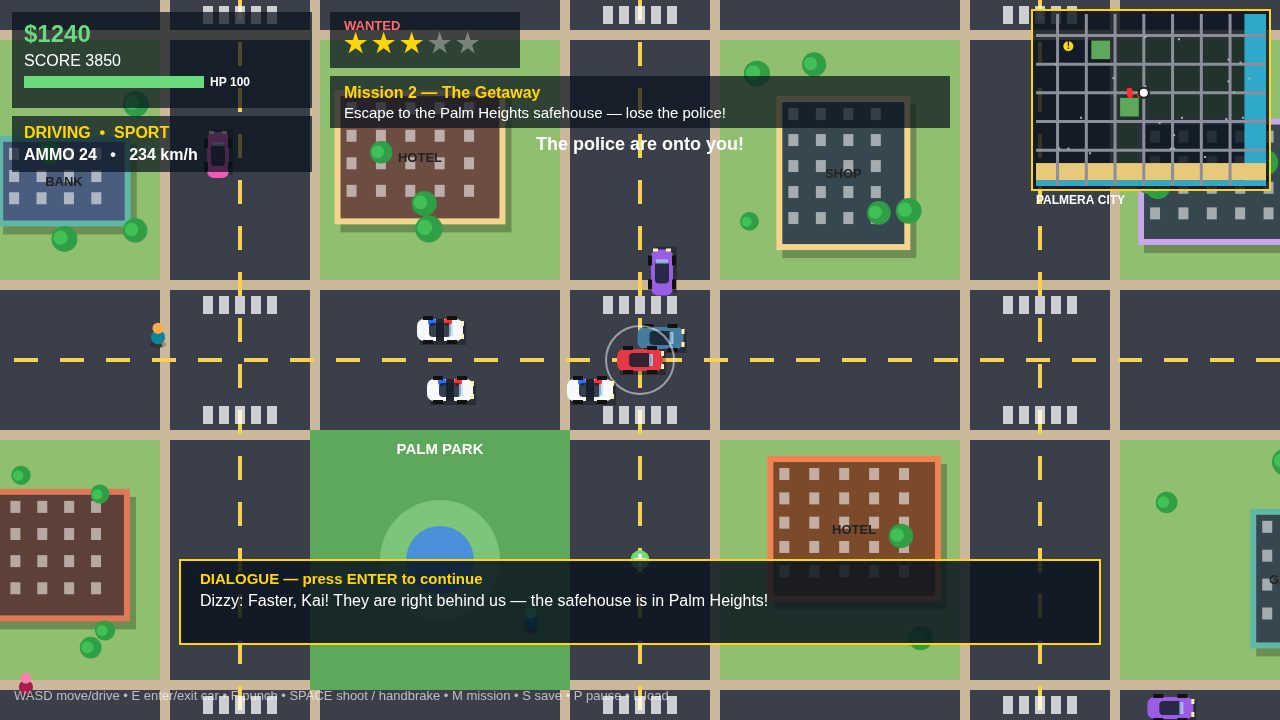 $1240
SCORE 3850
HP 100
DRIVING • SPORT
AMMO 24 • 234 km/h
BANK
WANTED
★★★★★
Mission 2 — The Getaway
Escape to the Palm Heights safehouse — lose the police!
The police are onto you!
HOTEL
SHOP
!
PALMERA CITY
PALM PARK
HOTEL
G
DIALOGUE — press ENTER to continue
Dizzy: Faster, Kai! They are right behind us — the safehouse is in Palm Heights!
WASD move/drive • E enter/exit car • F punch • SPACE shoot / handbrake • M mission • S save • P pause • L load